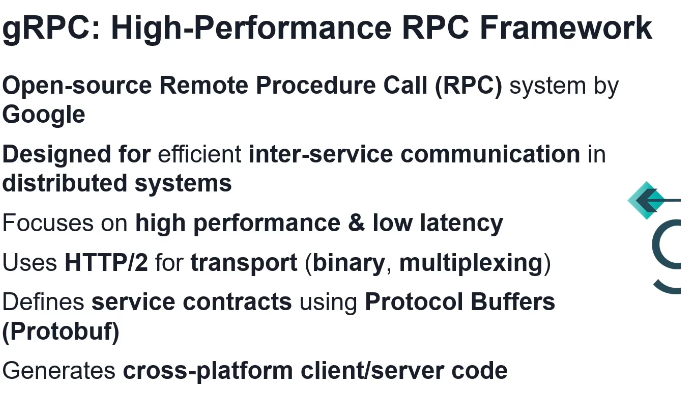 gRPC: High-Performance RPC Framework
Open-source Remote Procedure Call (RPC) system by
Google
Designed for efficient inter-service communication in
distributed systems
Focuses on high performance & low latency
Uses HTTP/2 for transport (binary, multiplexing)
Defines service contracts using Protocol Buffers
(Protobuf)
Generates cross-platform client/server code